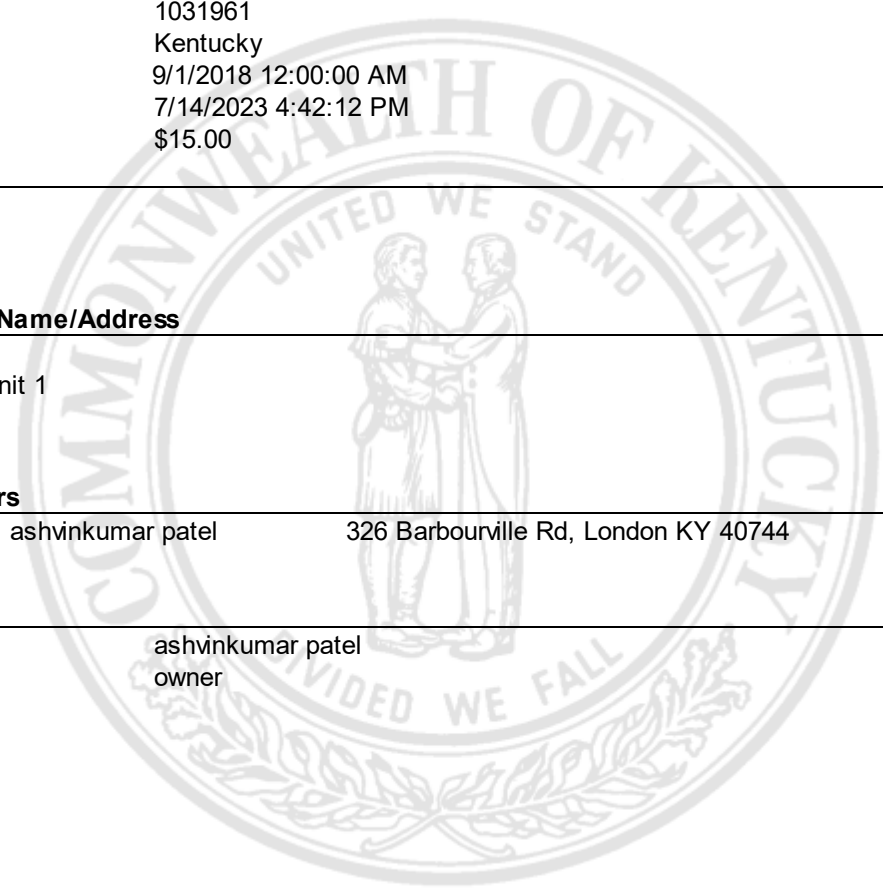 1031961
Kentucky
9/1/2018 12:00:00 AM
7/14/2023 4:42:12 PM
$15.00
COMMONWEALTH OF KENTUCKY
UNITED WE STAND
Name/Address
nit 1
rs
ashvinkumar patel 326 Barbourville Rd, London KY 40744
ashvinkumar patel
owner
DIVIDED WE FALL